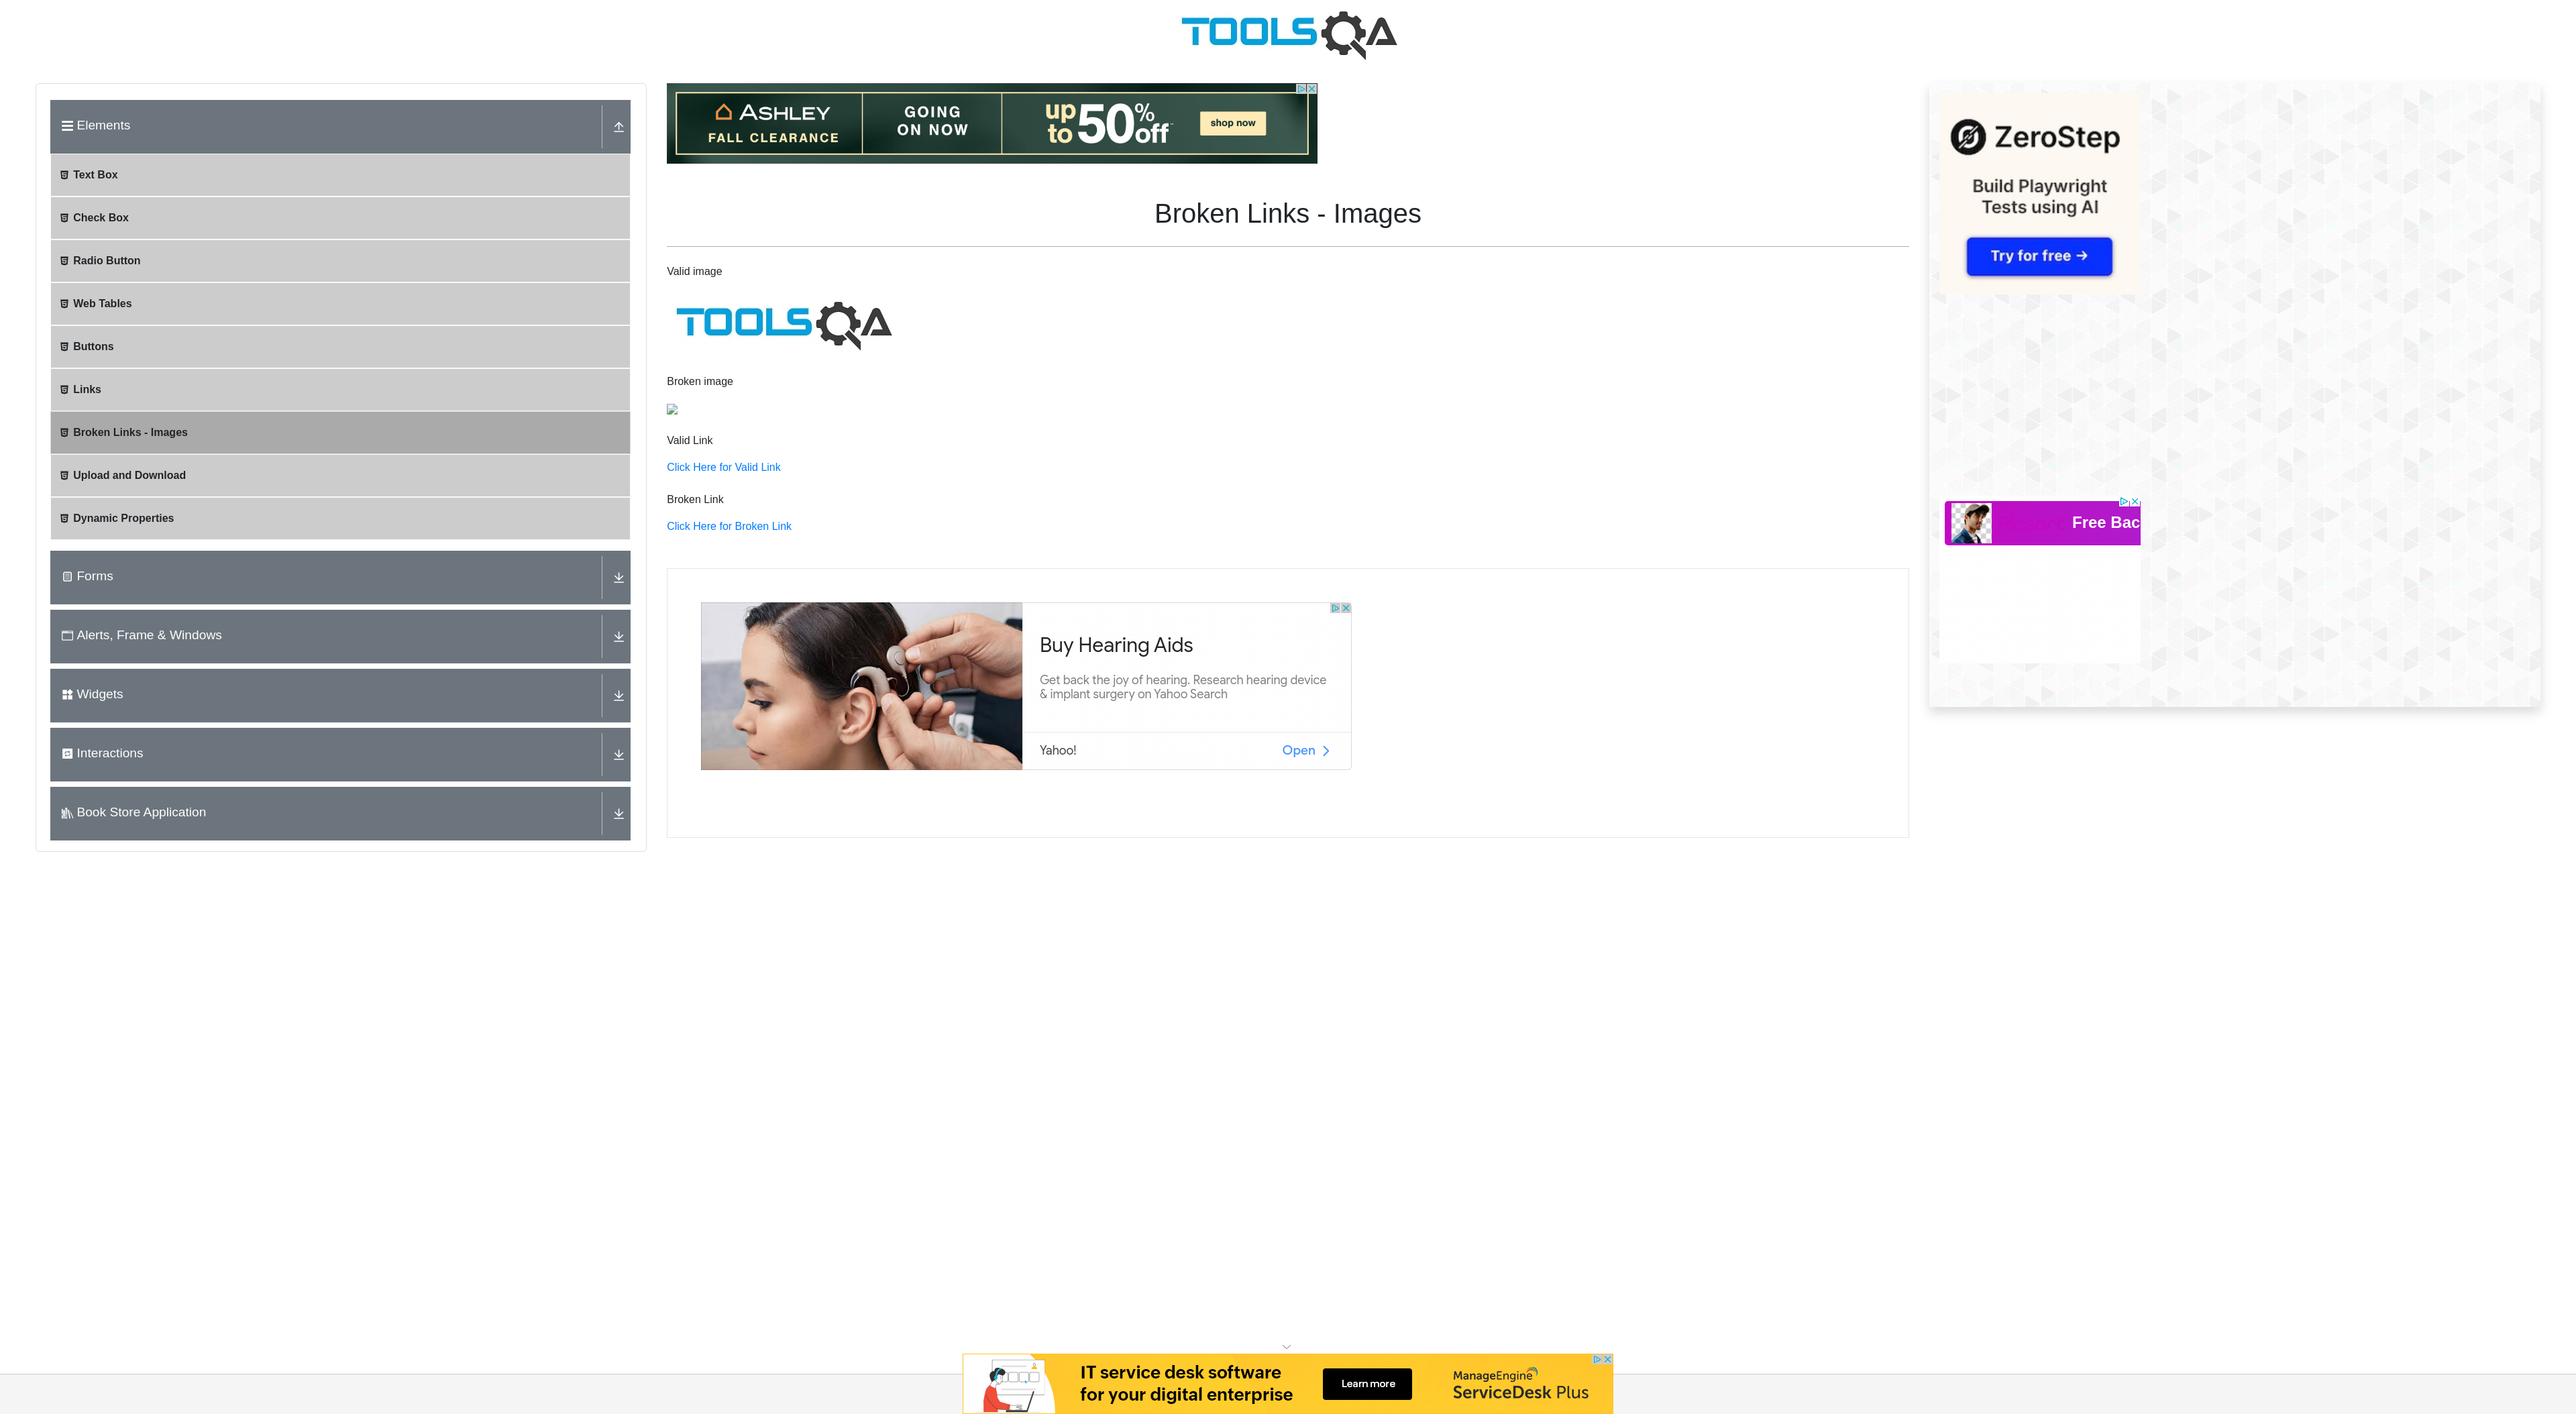 TOOLSQA
Elements
Text Box
Check Box
Radio Button
Web Tables
Buttons
Links
Broken Links - Images
Upload and Download
Dynamic Properties
Forms
Alerts, Frame & Windows
Widgets
Interactions
Book Store Application
ASHLEY
FALL CLEARANCE
GOING
ON NOW
up to 50% off
shop now
Broken Links - Images
Valid image
TOOLSQA
Broken image
Valid Link
Click Here for Valid Link
Broken Link
Click Here for Broken Link
Buy Hearing Aids
Get back the joy of hearing. Research hearing device
& implant surgery on Yahoo Search
Yahoo!
Open
ZeroStep
Build Playwright
Tests using AI
Try for free →
Free Bac
IT service desk software
for your digital enterprise
Learn more
ManageEngine
ServiceDesk Plus